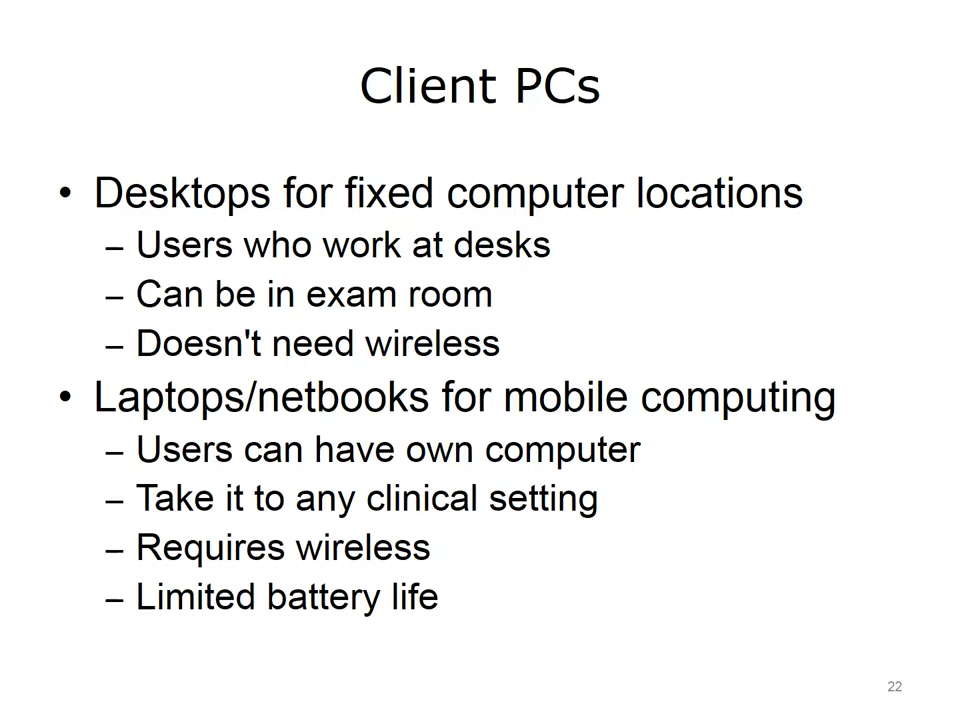 Client PCs
• Desktops for fixed computer locations
– Users who work at desks
– Can be in exam room
– Doesn't need wireless
• Laptops/netbooks for mobile computing
– Users can have own computer
– Take it to any clinical setting
– Requires wireless
– Limited battery life
22